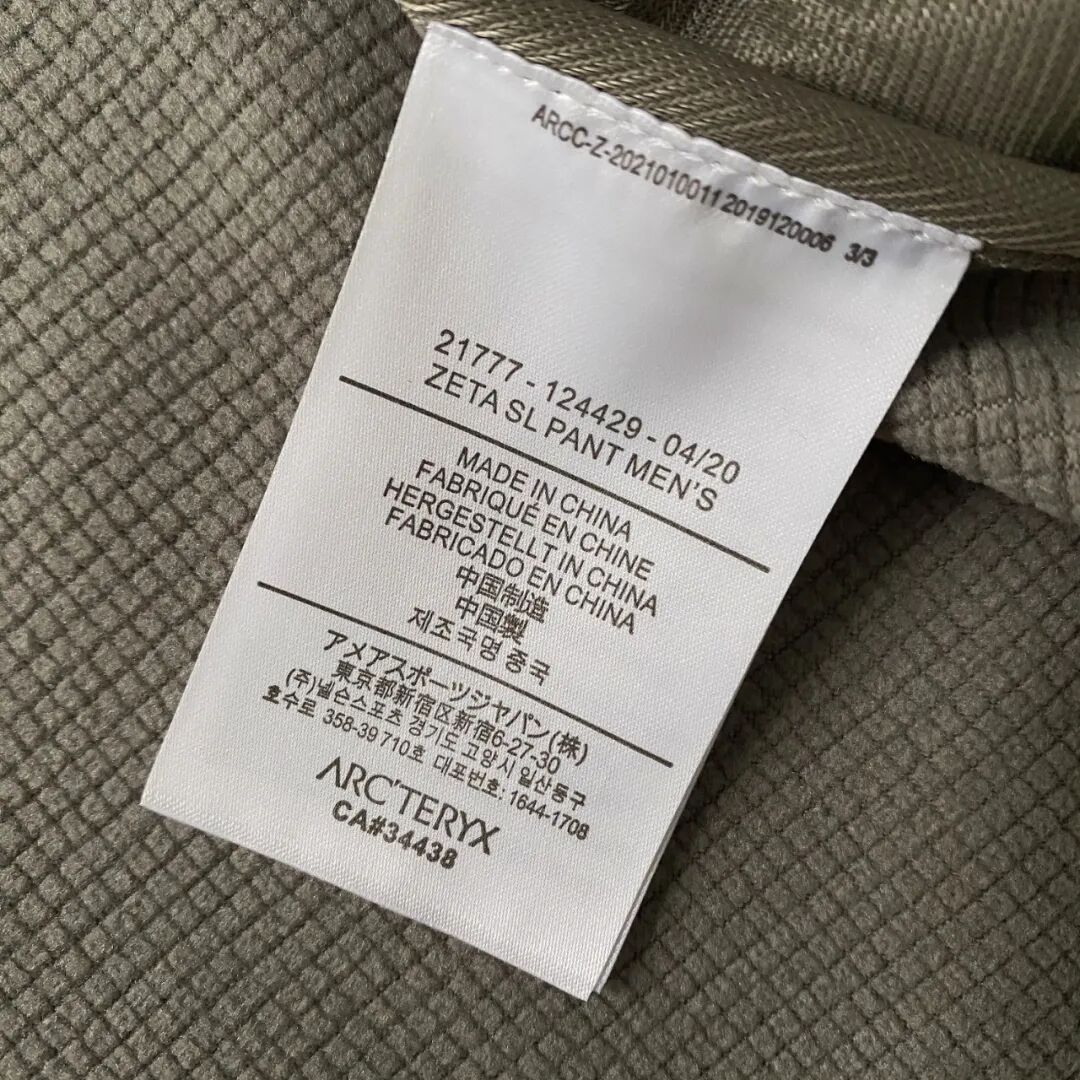 ARCC-Z-2021010011 2019120006 3/3
21777 - 124429 - 04/20
ZETA SL PANT MEN'S
MADE IN CHINA
FABRIQUÉ EN CHINE
HERGESTELLT IN CHINA
FABRICADO EN CHINA
中国制造
中国製
제조국명 중국
アメアスポーツジャパン(株)
東京都新宿区新宿6-27-30
(주)넬슨스포츠 경기도 고양시 일산동구
호수로 358-39 710호 대표번호: 1644-1708
ARC'TERYX
CA#34438